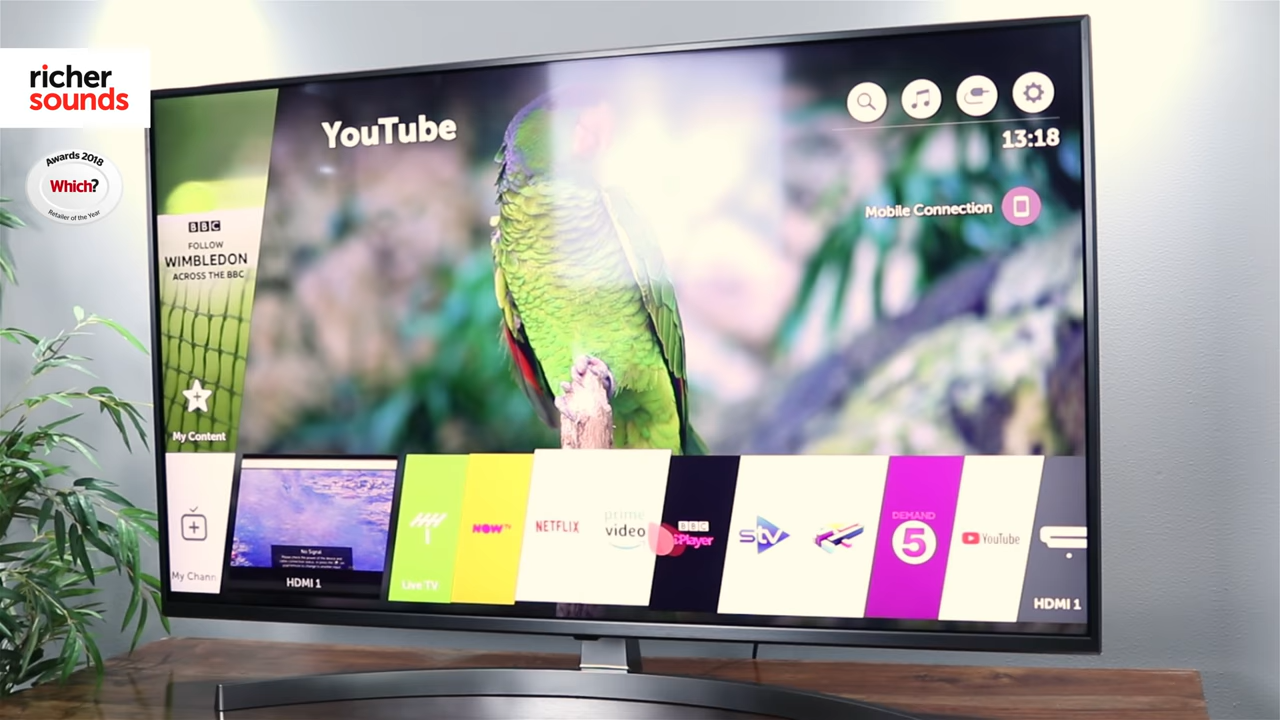 richer
sounds
Awards 2018
Which?
Retailer of the Year
YouTube
13:18
Mobile Connection
BBC
FOLLOW
WIMBLEDON
ACROSS THE BBC
My Content
My Chann
No Signal
HDMI 1
Live TV
NOW TV
NETFLIX
prime
video
BBC
iPlayer
stv
DEMAND
5
YouTube
HDMI 1